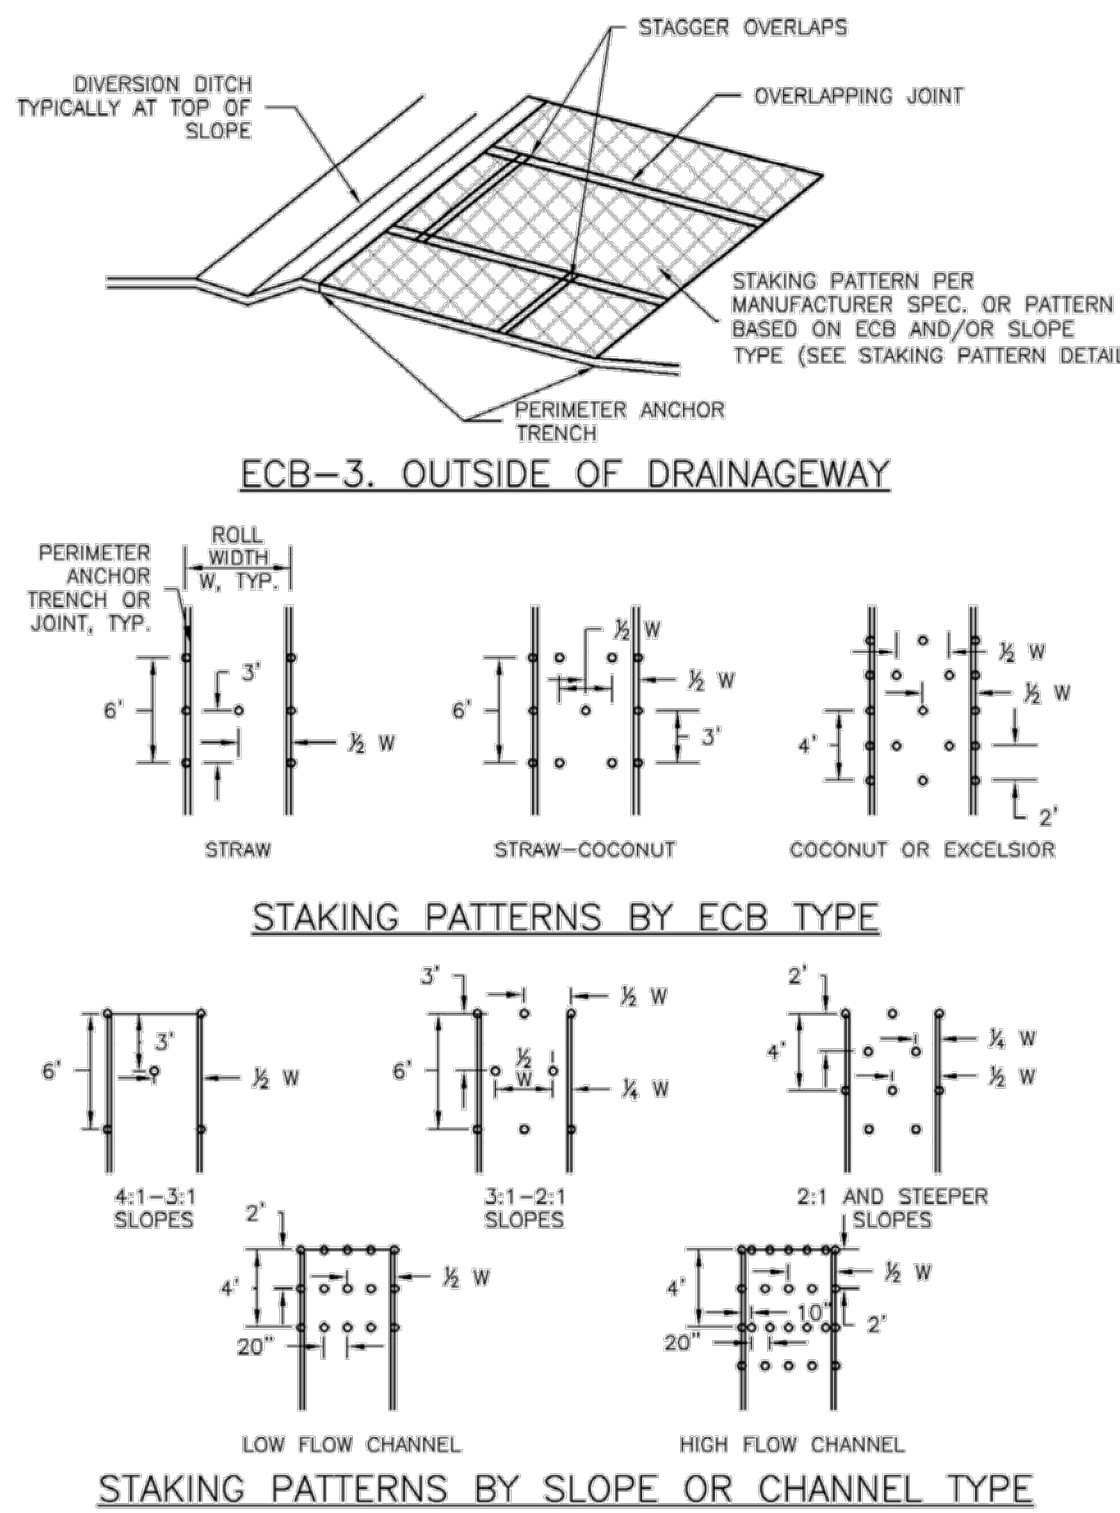 STAGGER OVERLAPS
DIVERSION DITCH
TYPICALLY AT TOP OF
SLOPE
OVERLAPPING JOINT
STAKING PATTERN PER
MANUFACTURER SPEC. OR PATTERN
BASED ON ECB AND/OR SLOPE
TYPE (SEE STAKING PATTERN DETAIL
PERIMETER ANCHOR
TRENCH
ECB-3. OUTSIDE OF DRAINAGEWAY
PERIMETER
ANCHOR
TRENCH OR
JOINT, TYP.
ROLL
WIDTH
W, TYP.
3'
6'
½ W
STRAW
½ W
½ W
6'
3'
STRAW-COCONUT
½ W
½ W
4'
2'
COCONUT OR EXCELSIOR
STAKING PATTERNS BY ECB TYPE
3'
6'
½ W
4:1-3:1
SLOPES
3'
½ W
6'
½
W
¼ W
3:1-2:1
SLOPES
2'
4'
¼ W
½ W
2:1 AND STEEPER
SLOPES
2'
4'
½ W
20"
LOW FLOW CHANNEL
4'
½ W
10"
2'
20"
HIGH FLOW CHANNEL
STAKING PATTERNS BY SLOPE OR CHANNEL TYPE